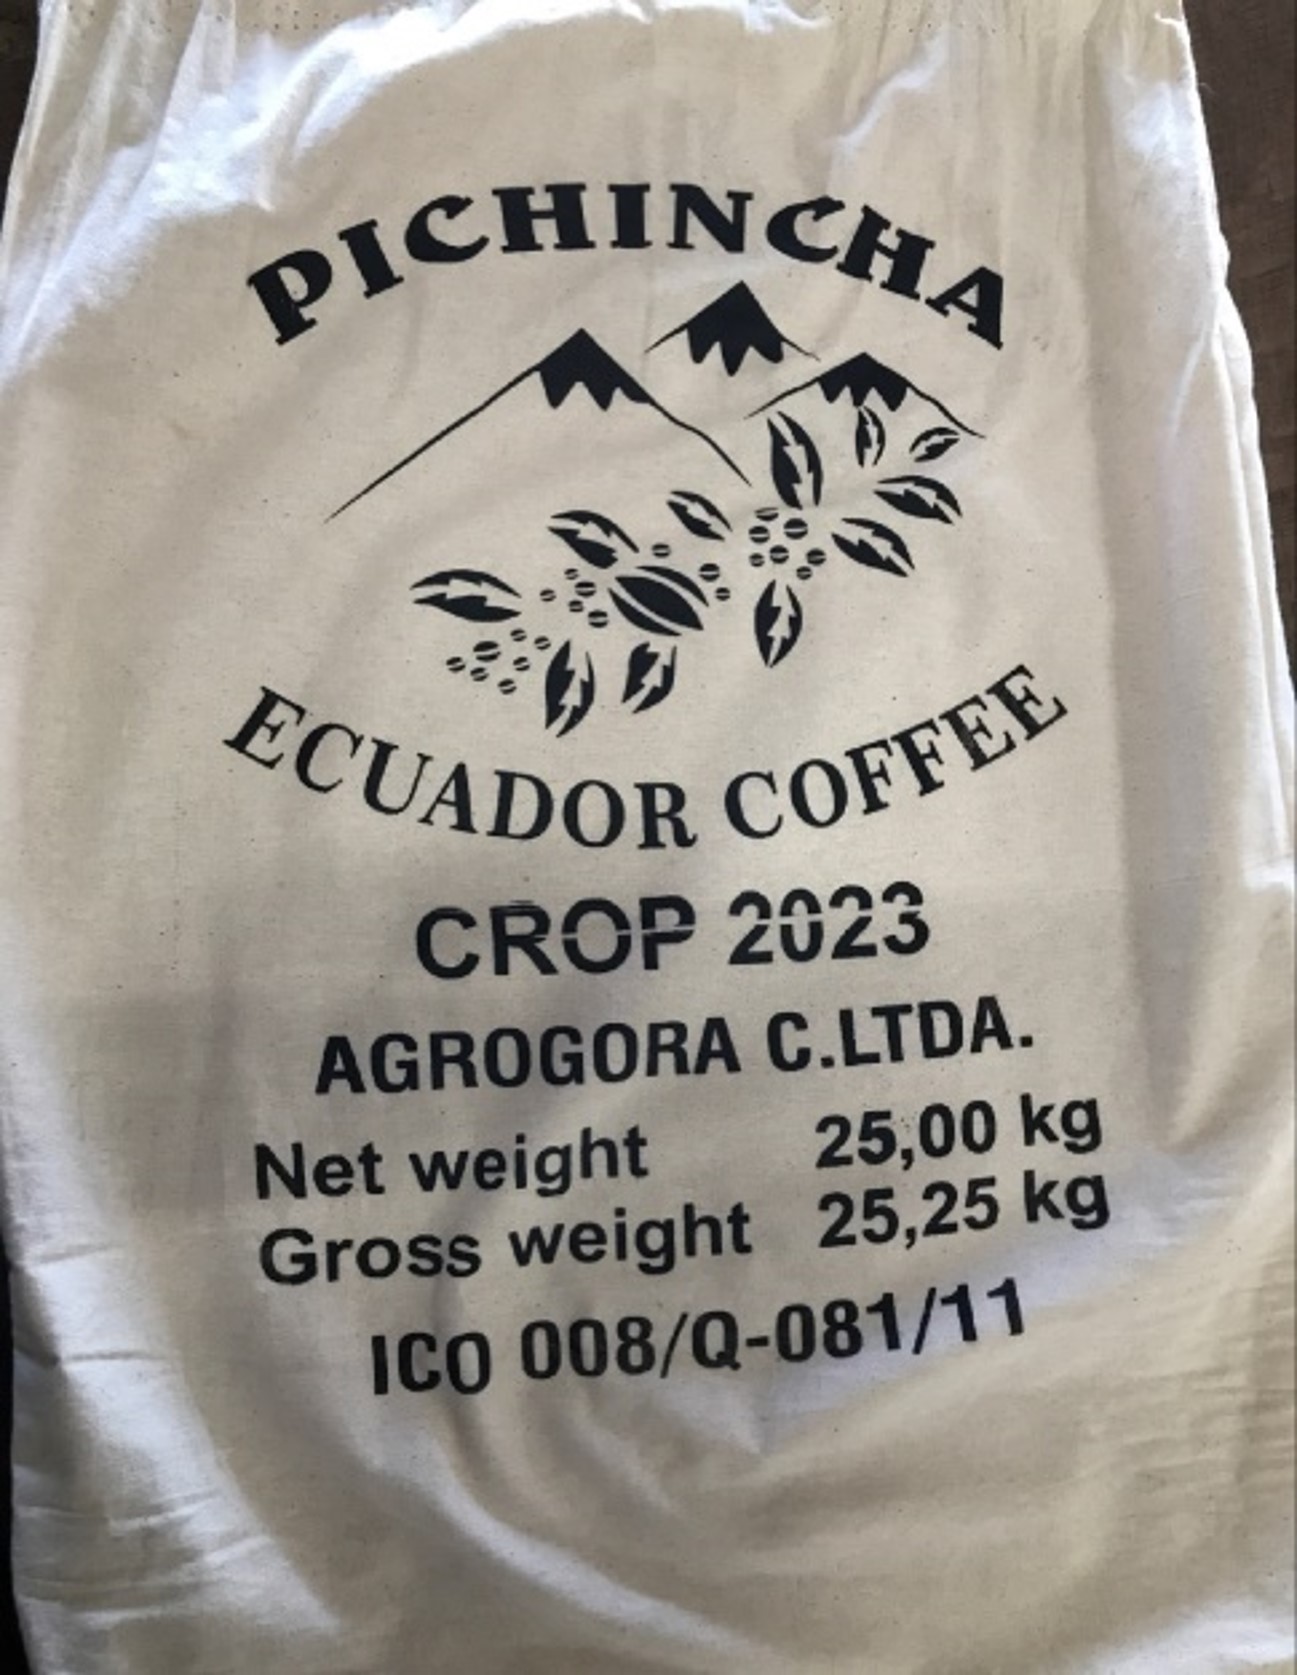 PICHINCHA
ECUADOR COFFEE
CROP 2023
AGROGORA C.LTDA.
Net weight 25,00 kg
Gross weight 25,25 kg
ICO 008/Q-081/11